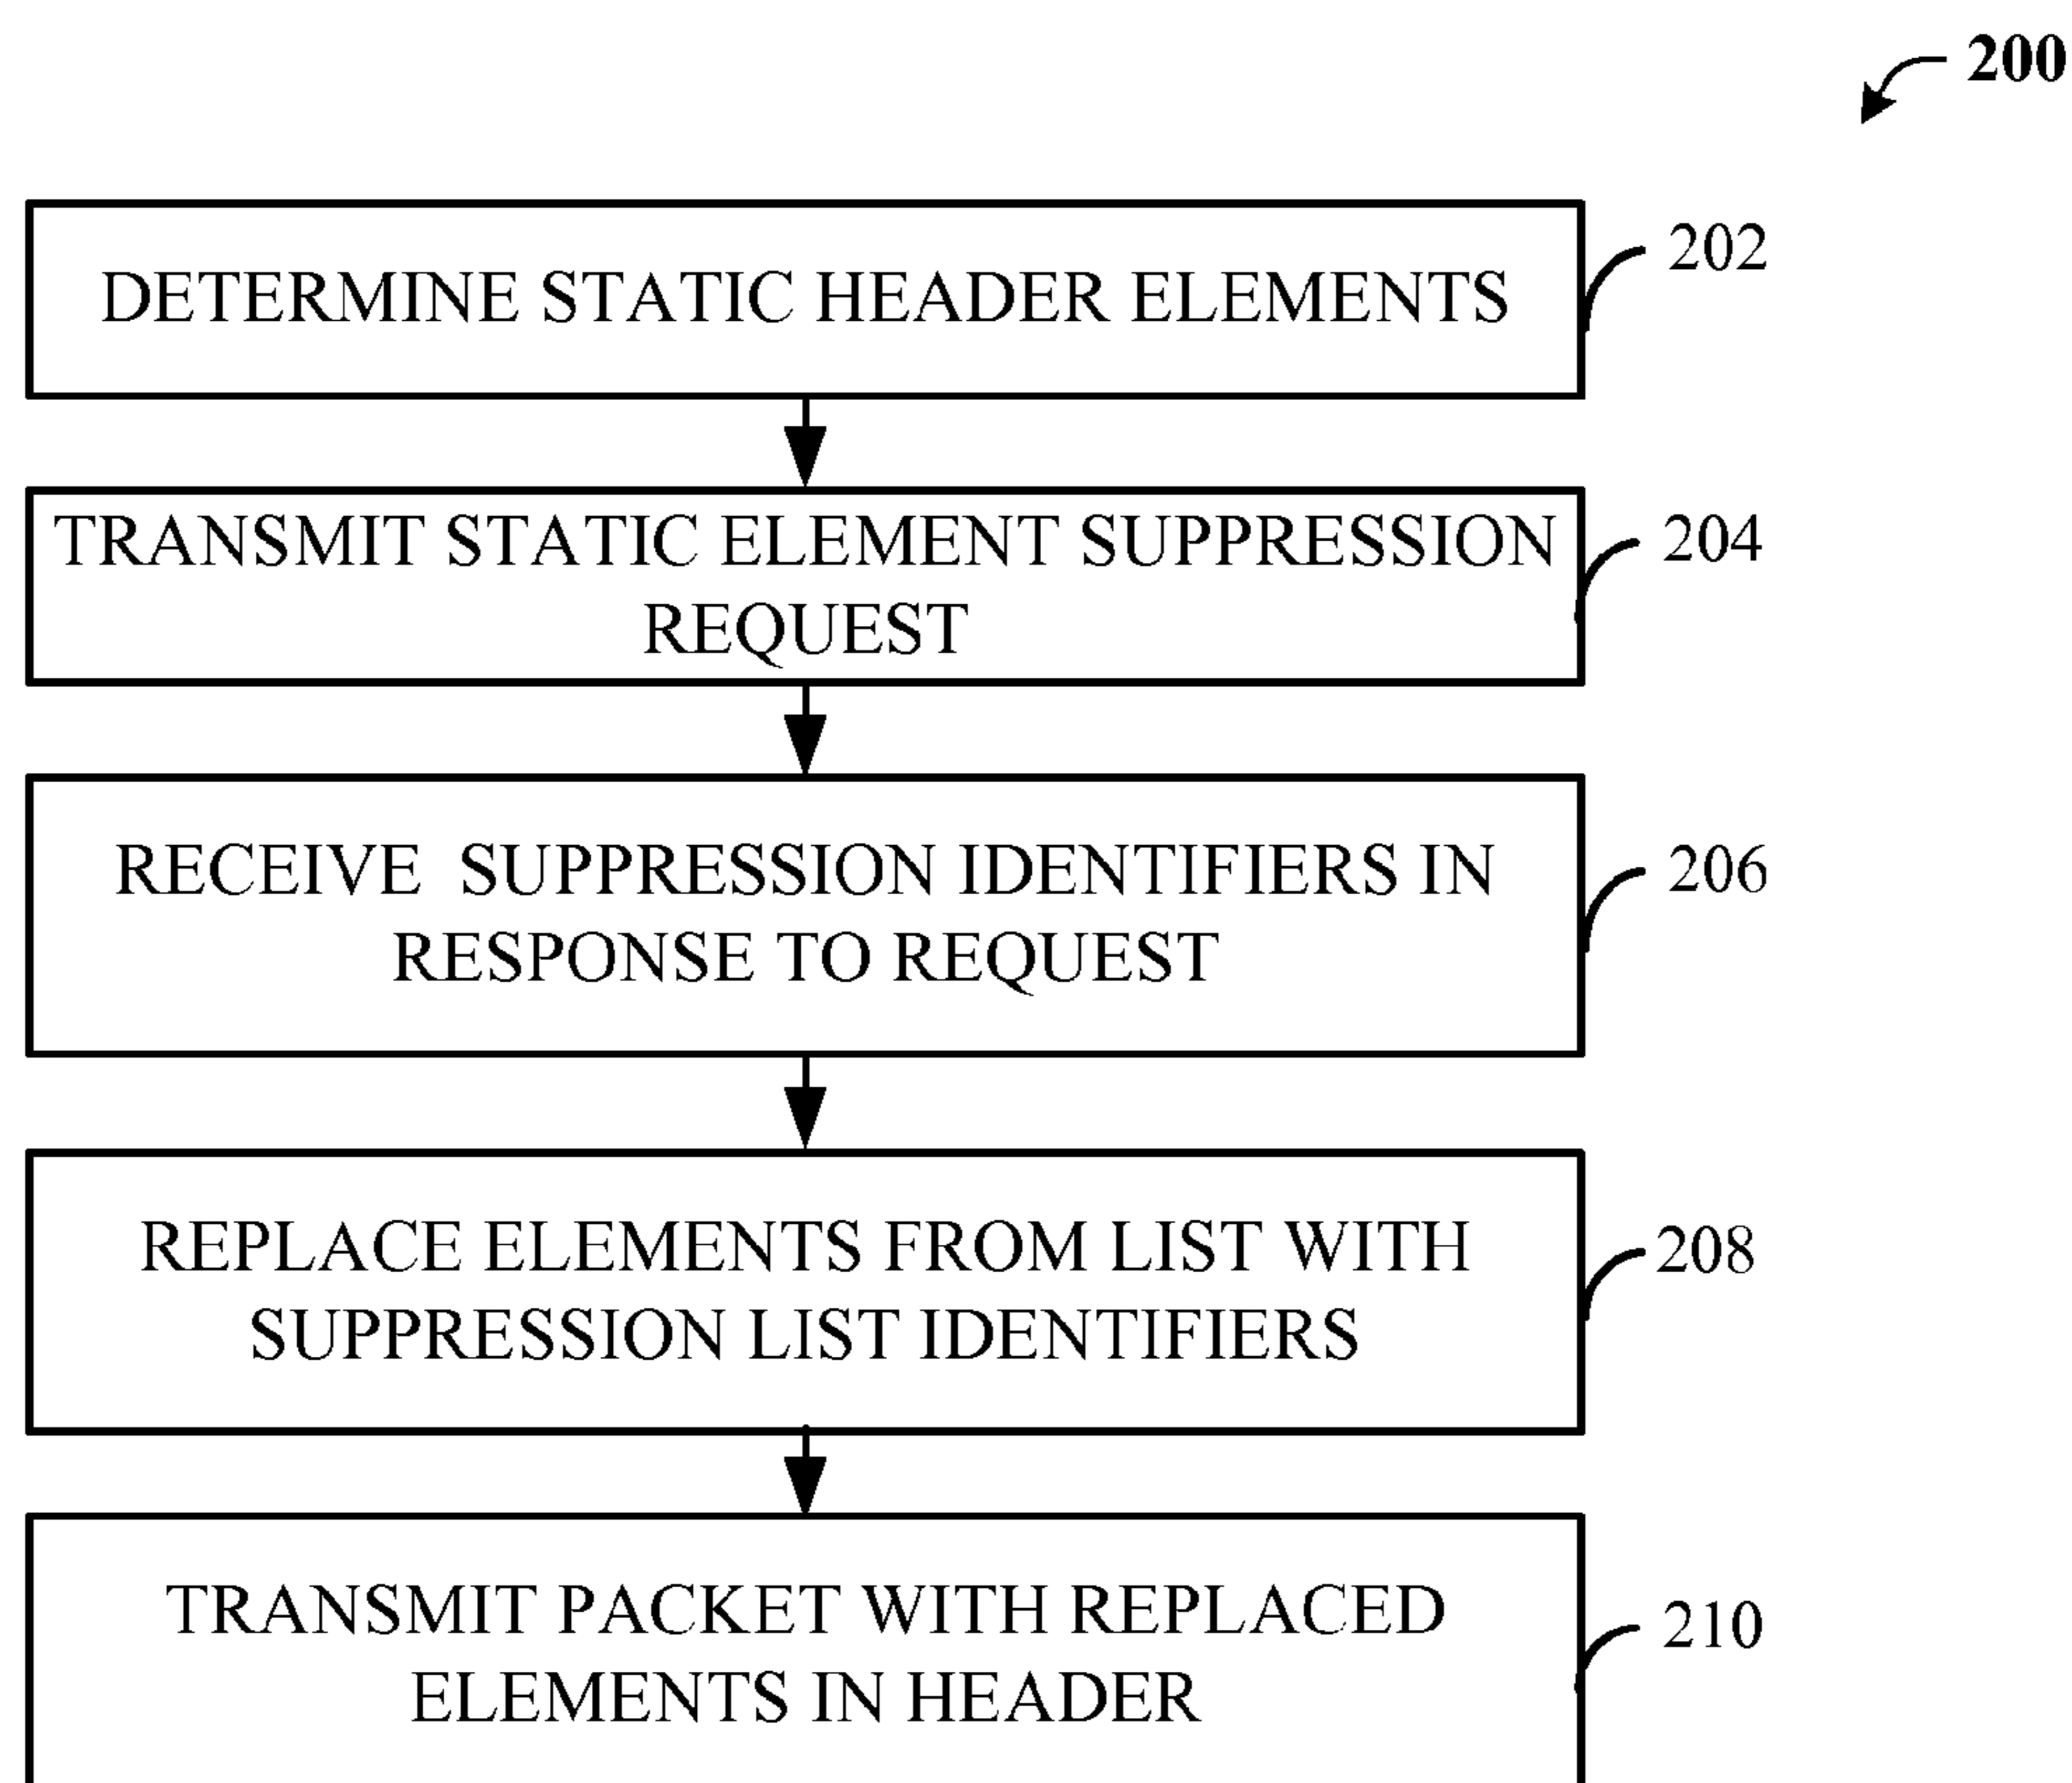 200
DETERMINE STATIC HEADER ELEMENTS
202
TRANSMIT STATIC ELEMENT SUPPRESSION
REQUEST
204
RECEIVE SUPPRESSION IDENTIFIERS IN
RESPONSE TO REQUEST
206
REPLACE ELEMENTS FROM LIST WITH
SUPPRESSION LIST IDENTIFIERS
208
TRANSMIT PACKET WITH REPLACED
ELEMENTS IN HEADER
210